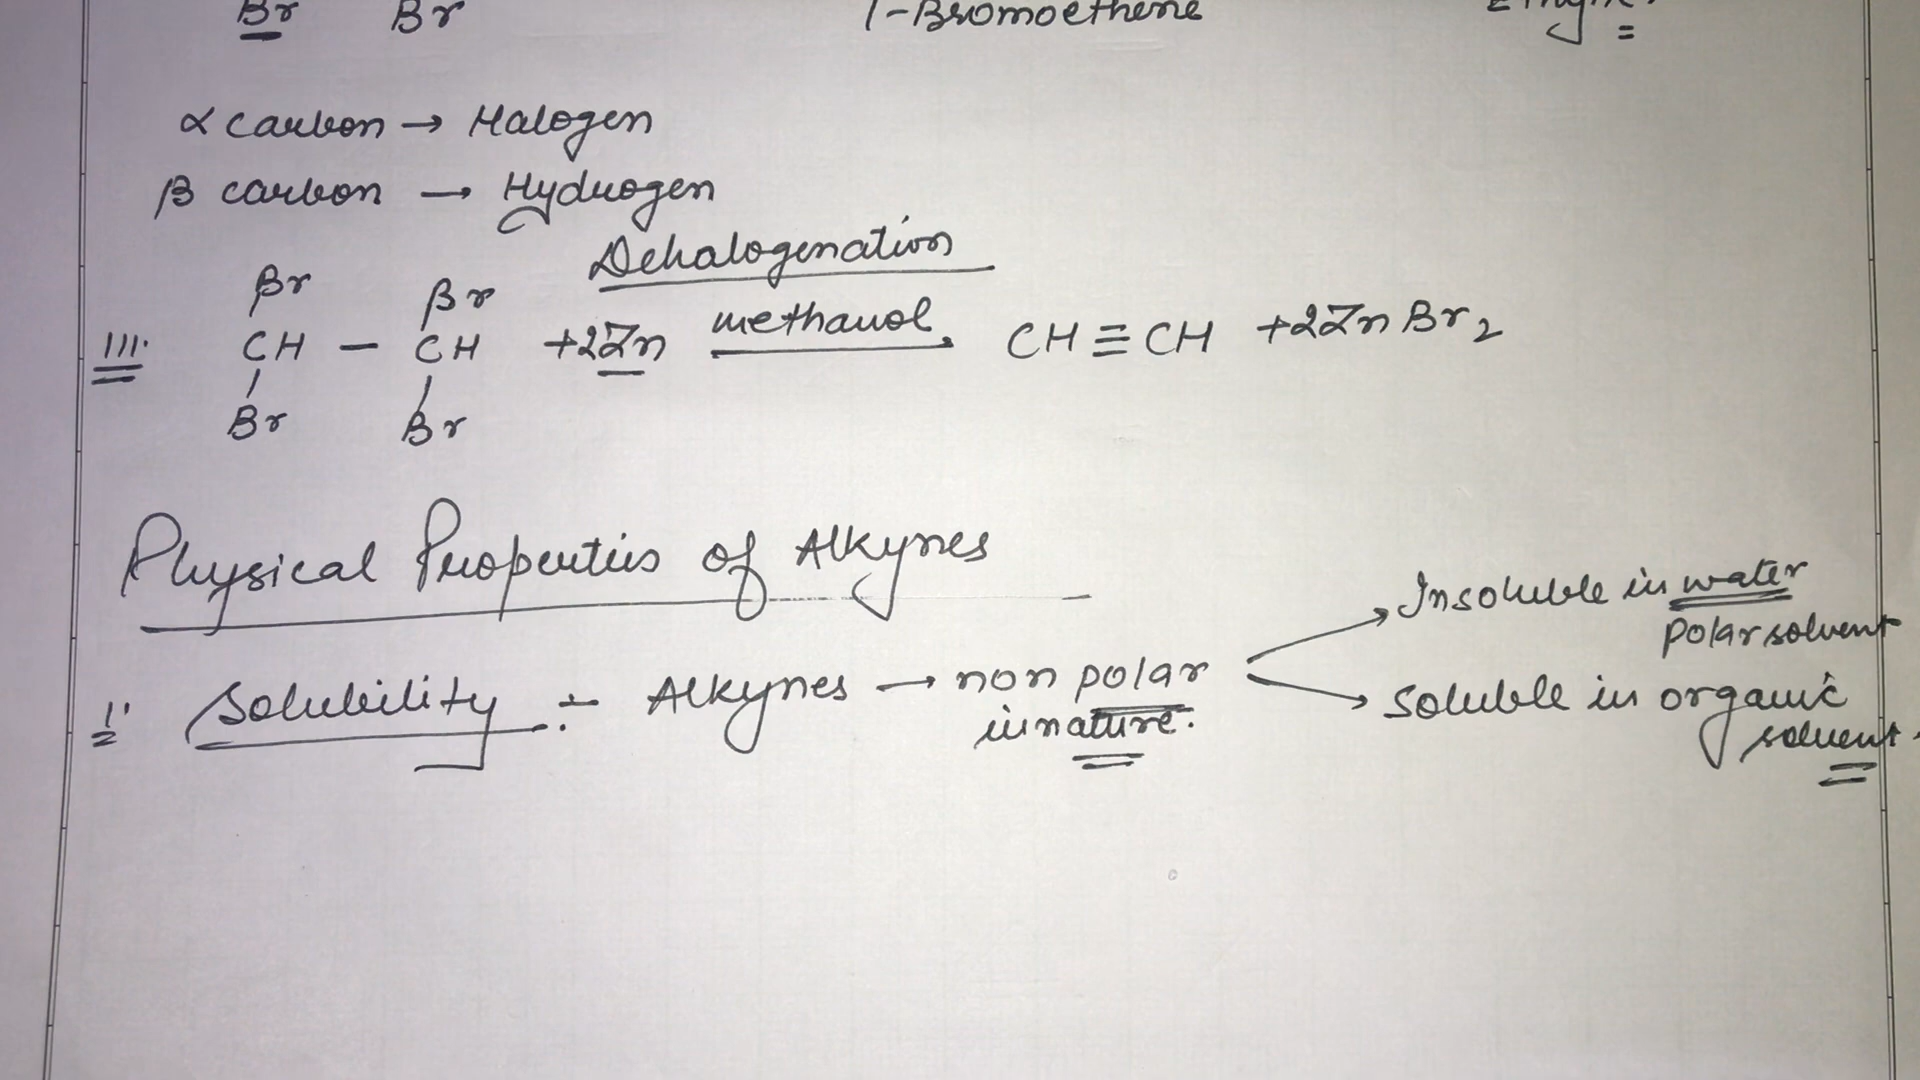 Br Br 1-Bromoethene
α carbon → Halogen
β carbon → Hydrogen
Dehalogenation
Br Br
III. CH — CH +2Zn methanol CH≡CH +2ZnBr2
Br Br
Physical Properties of Alkynes
I. Solubility :- Alkynes → non polar in nature.
Insoluble in water
polar solvent
Soluble in organic
solvent.